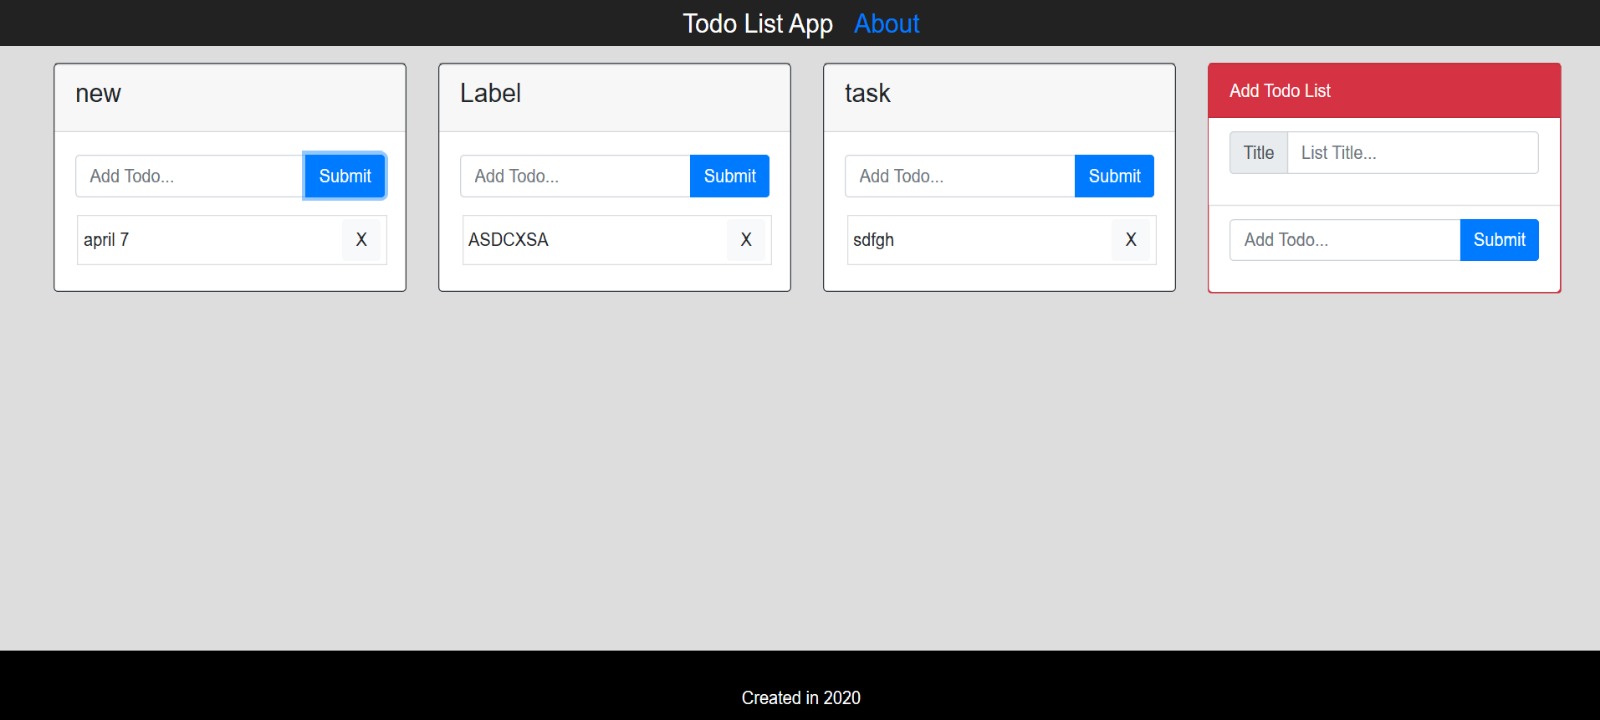 Todo List App About
new
Add Todo... Submit
april 7 X
Label
Add Todo... Submit
ASDCXSA X
task
Add Todo... Submit
sdfgh X
Add Todo List
Title List Title...
Add Todo... Submit
Created in 2020